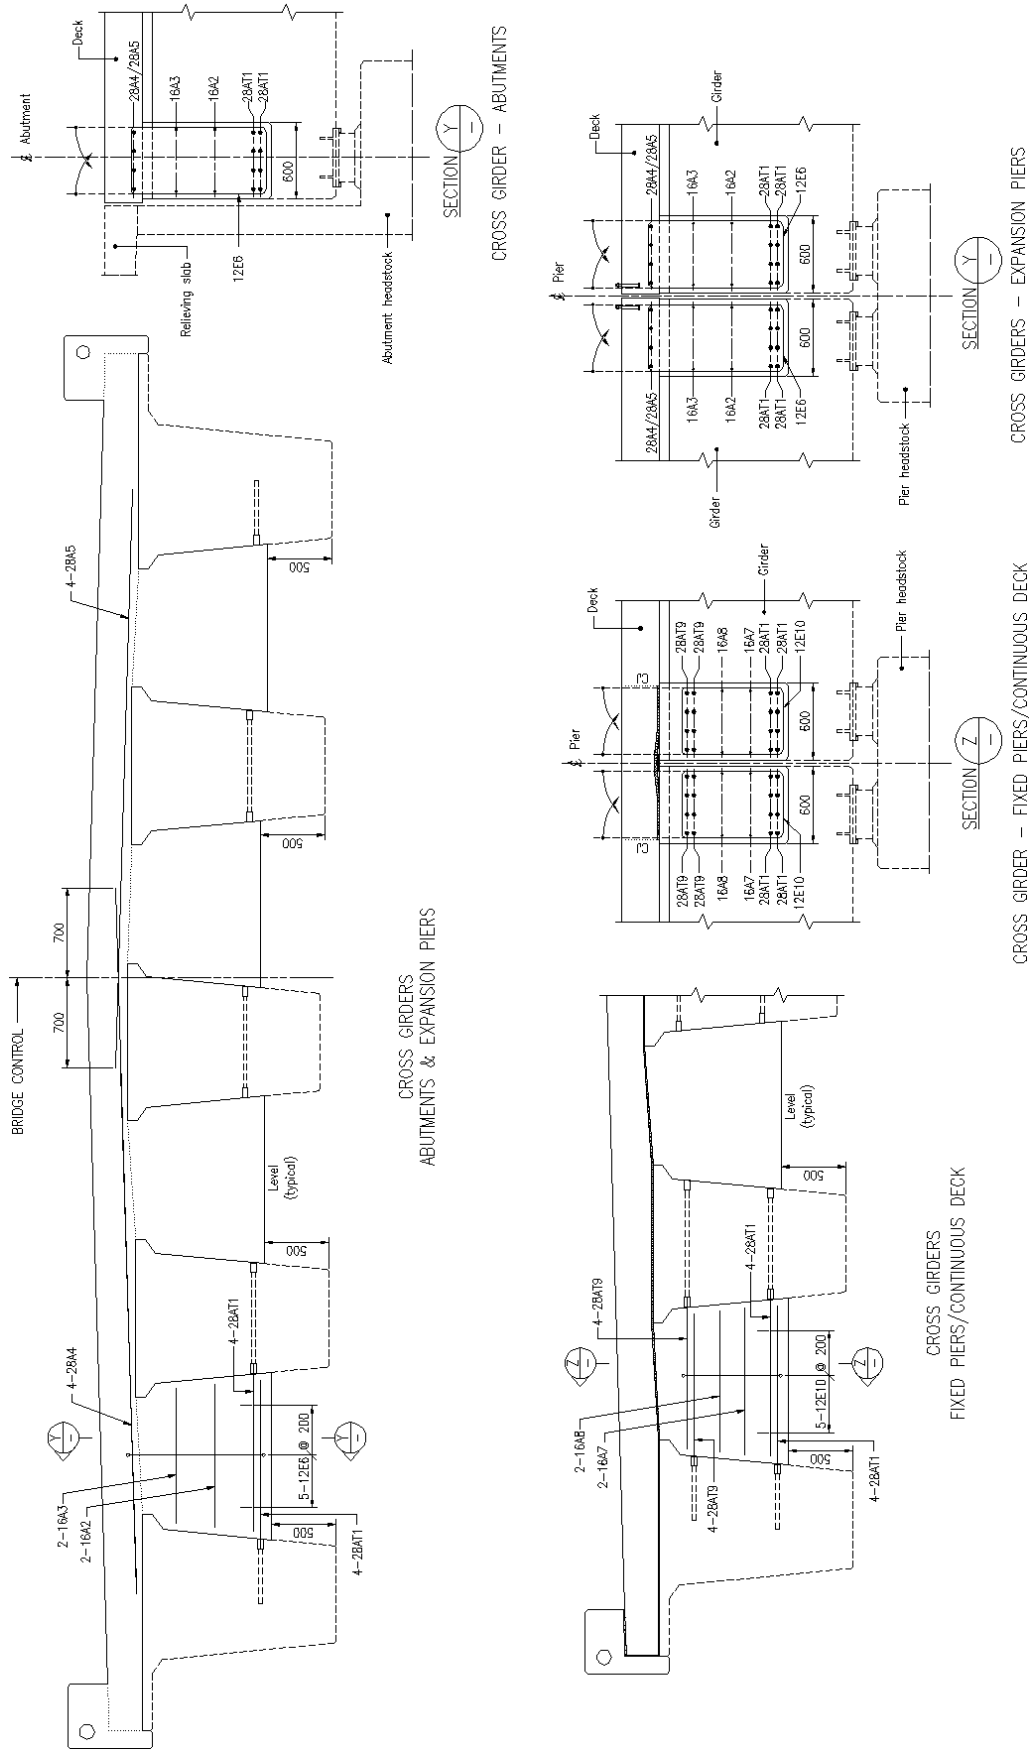 BRIDGE CONTROL
700
700
4-28A5
4-28A4
Y
-
2-16A3
2-16A2
4-28AT1
Level
(typical)
500
500
500
500
5-12E6 @ 200
Y
-
4-28AT1
CROSS GIRDERS
ABUTMENTS & EXPANSION PIERS
℄ Abutment
Deck
28A4/28A5
16A3
16A2
28AT1
28AT1
600
Relieving slab
12E6
Abutment headstock
SECTION Y
-
CROSS GIRDER - ABUTMENTS
Z
-
4-28AT9
2-16A8
2-16A7
4-28AT1
5-12E10 @ 200
500
500
4-28AT9
Z
-
4-28AT1
Level
(typical)
CROSS GIRDERS
FIXED PIERS/CONTINUOUS DECK
℄ Pier
Deck
28AT9
28AT9
16A8
16A7
28AT1
28AT1
12E10
600
28AT9
28AT9
16A8
16A7
28AT1
28AT1
12E10
600
Girder
Pier headstock
SECTION Z
-
CROSS GIRDER - FIXED PIERS/CONTINUOUS DECK
℄ Pier
Deck
28A4/28A5
16A3
16A2
28AT1
28AT1
12E6
600
28A4/28A5
16A3
16A2
28AT1
28AT1
12E6
600
Girder
Girder
Pier headstock
SECTION Y
-
CROSS GIRDERS - EXPANSION PIERS